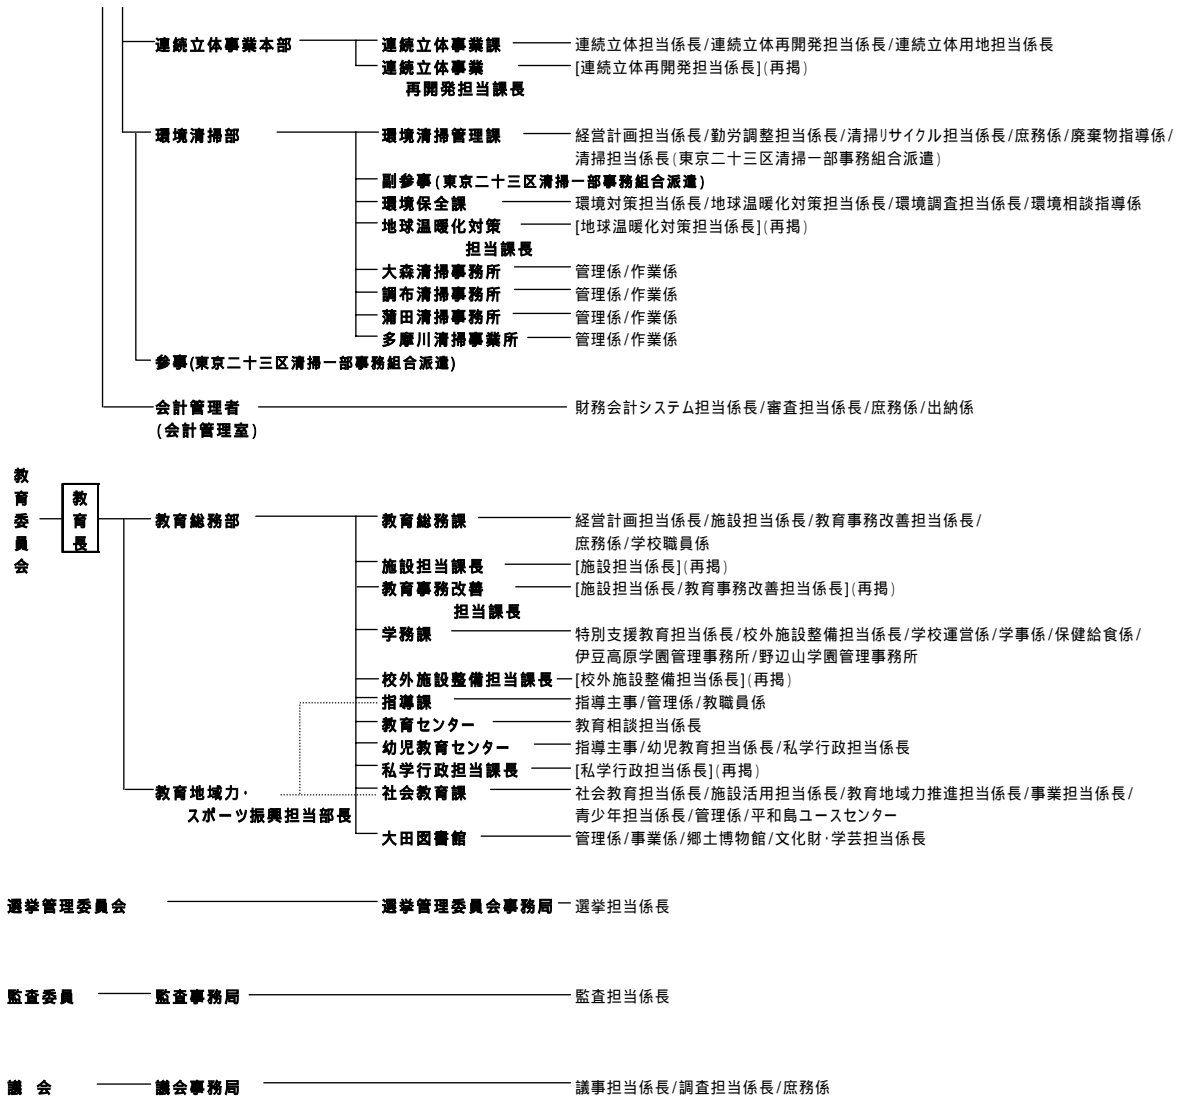 連続立体事業本部 連続立体事業課 連続立体担当係長/連続立体再開発担当係長/連続立体用地担当係長
連続立体事業 [連続立体再開発担当係長](再掲)
再開発担当課長
環境清掃部 環境清掃管理課 経営計画担当係長/勤労調整担当係長/清掃リサイクル担当係長/庶務係/廃棄物指導係/
清掃担当係長(東京二十三区清掃一部事務組合派遣)
副参事(東京二十三区清掃一部事務組合派遣)
環境保全課 環境対策担当係長/地球温暖化対策担当係長/環境調査担当係長/環境相談指導係
地球温暖化対策 [地球温暖化対策担当係長](再掲)
担当課長
大森清掃事務所 管理係/作業係
調布清掃事務所 管理係/作業係
蒲田清掃事務所 管理係/作業係
多摩川清掃事業所 管理係/作業係
参事(東京二十三区清掃一部事務組合派遣)
会計管理者 財務会計システム担当係長/審査担当係長/庶務係/出納係
(会計管理室)
教育委員会
教育長
教育総務部 教育総務課 経営計画担当係長/施設担当係長/教育事務改善担当係長/
庶務係/学校職員係
施設担当課長 [施設担当係長](再掲)
教育事務改善 [施設担当係長/教育事務改善担当係長](再掲)
担当課長
学務課 特別支援教育担当係長/校外施設整備担当係長/学校運営係/学事係/保健給食係/
伊豆高原学園管理事務所/野辺山学園管理事務所
校外施設整備担当課長 [校外施設整備担当係長](再掲)
指導課 指導主事/管理係/教職員係
教育センター 教育相談担当係長
幼児教育センター 指導主事/幼児教育担当係長/私学行政担当係長
私学行政担当課長 [私学行政担当係長](再掲)
教育地域力・ 社会教育課 社会教育担当係長/施設活用担当係長/教育地域力推進担当係長/事業担当係長/
スポーツ振興担当部長 青少年担当係長/管理係/平和島ユースセンター
大田図書館 管理係/事業係/郷土博物館/文化財・学芸担当係長
選挙管理委員会 選挙管理委員会事務局 選挙担当係長
監査委員 監査事務局 監査担当係長
議 会 議会事務局 議事担当係長/調査担当係長/庶務係